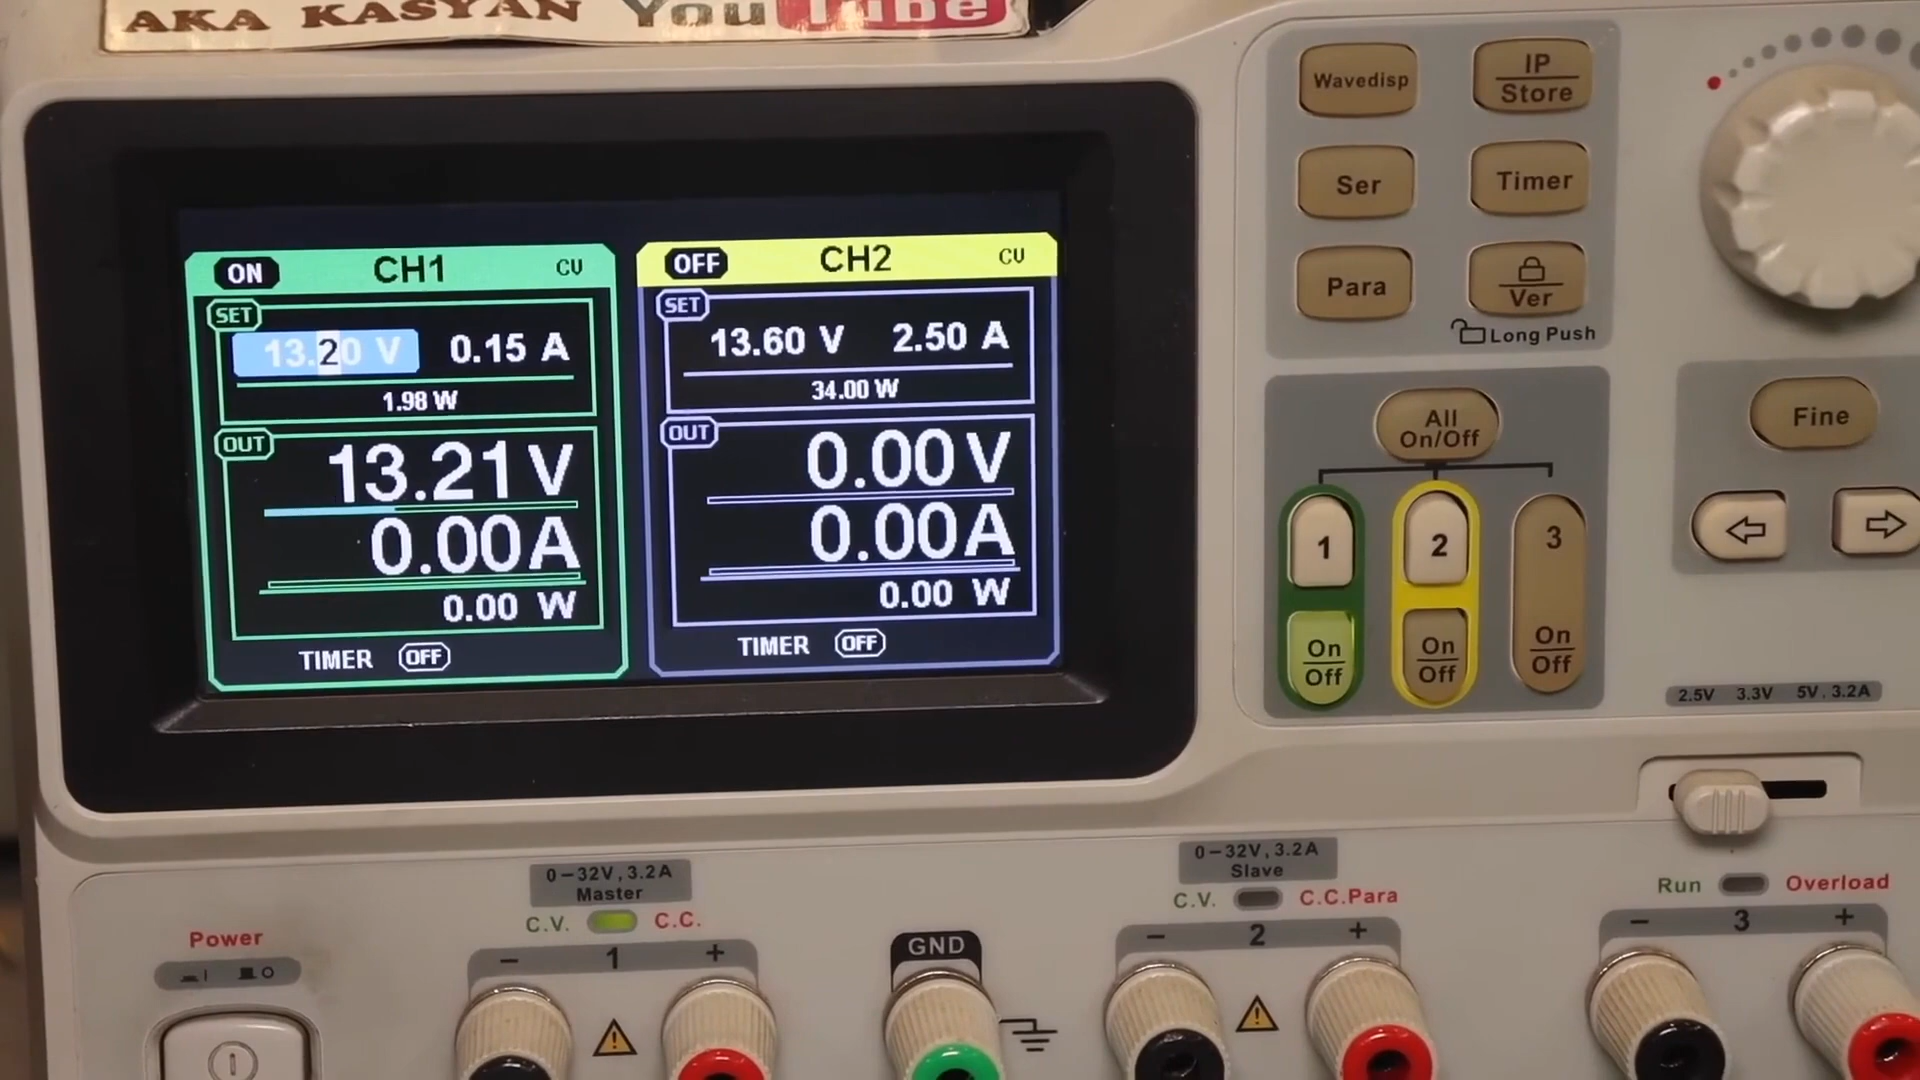 AKA KASYAN YouTube
ON CH1 CV
SET
13.20 V 0.15 A
1.98 W
OUT
13.21 V
0.00 A
0.00 W
TIMER OFF
OFF CH2 CV
SET
13.60 V 2.50 A
34.00 W
OUT
0.00 V
0.00 A
0.00 W
TIMER OFF
Wavedisp
IP
Store
Ser
Timer
Para
Ver
Long Push
All
On/Off
1
2
3
On
Off
On
Off
On
Off
Fine
2.5V 3.3V 5V . 3.2A
0-32V, 3.2A
Master
C.V. C.C.
- 1 +
Power
I O
GND
0-32V, 3.2A
Slave
C.V. C.C.Para
- 2 +
Run Overload
- 3 +